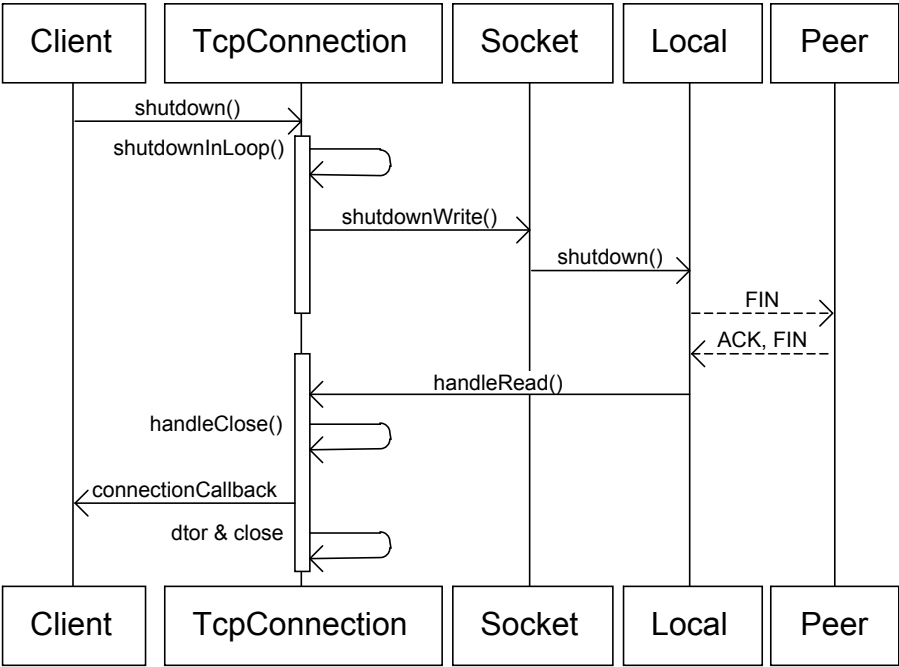 Client
TcpConnection
Socket
Local
Peer
shutdown()
shutdownInLoop()
shutdownWrite()
shutdown()
FIN
ACK, FIN
handleRead()
handleClose()
connectionCallback
dtor & close
Client
TcpConnection
Socket
Local
Peer